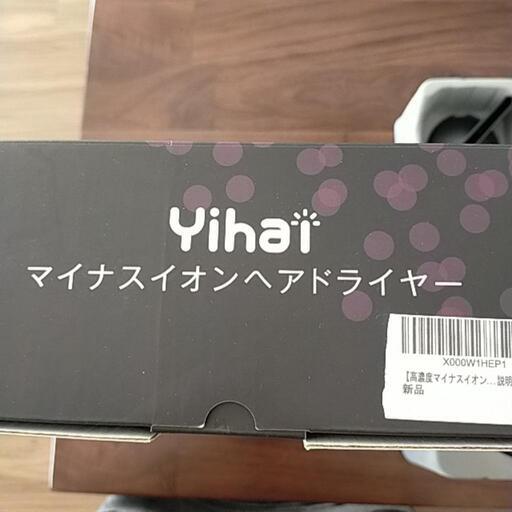 Yihai
マイナスイオンヘアドライヤー
X000W1HEP1
【高濃度マイナスイオン...説明
新品